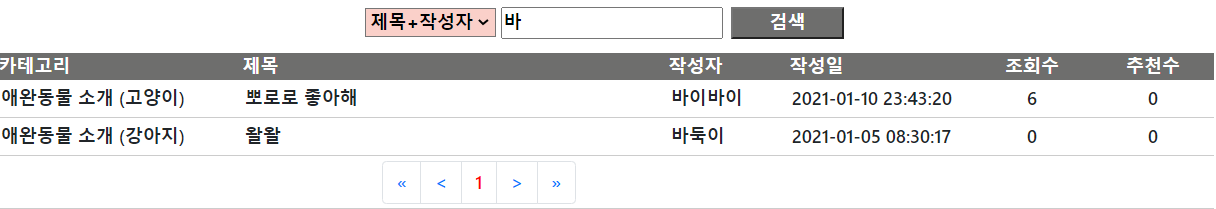 제목+작성자 바 검색
카테고리 제목 작성자 작성일 조회수 추천수
애완동물 소개 (고양이) 뽀로로 좋아해 바이바이 2021-01-10 23:43:20 6 0
애완동물 소개 (강아지) 왈왈 바둑이 2021-01-05 08:30:17 0 0
« < 1 > »